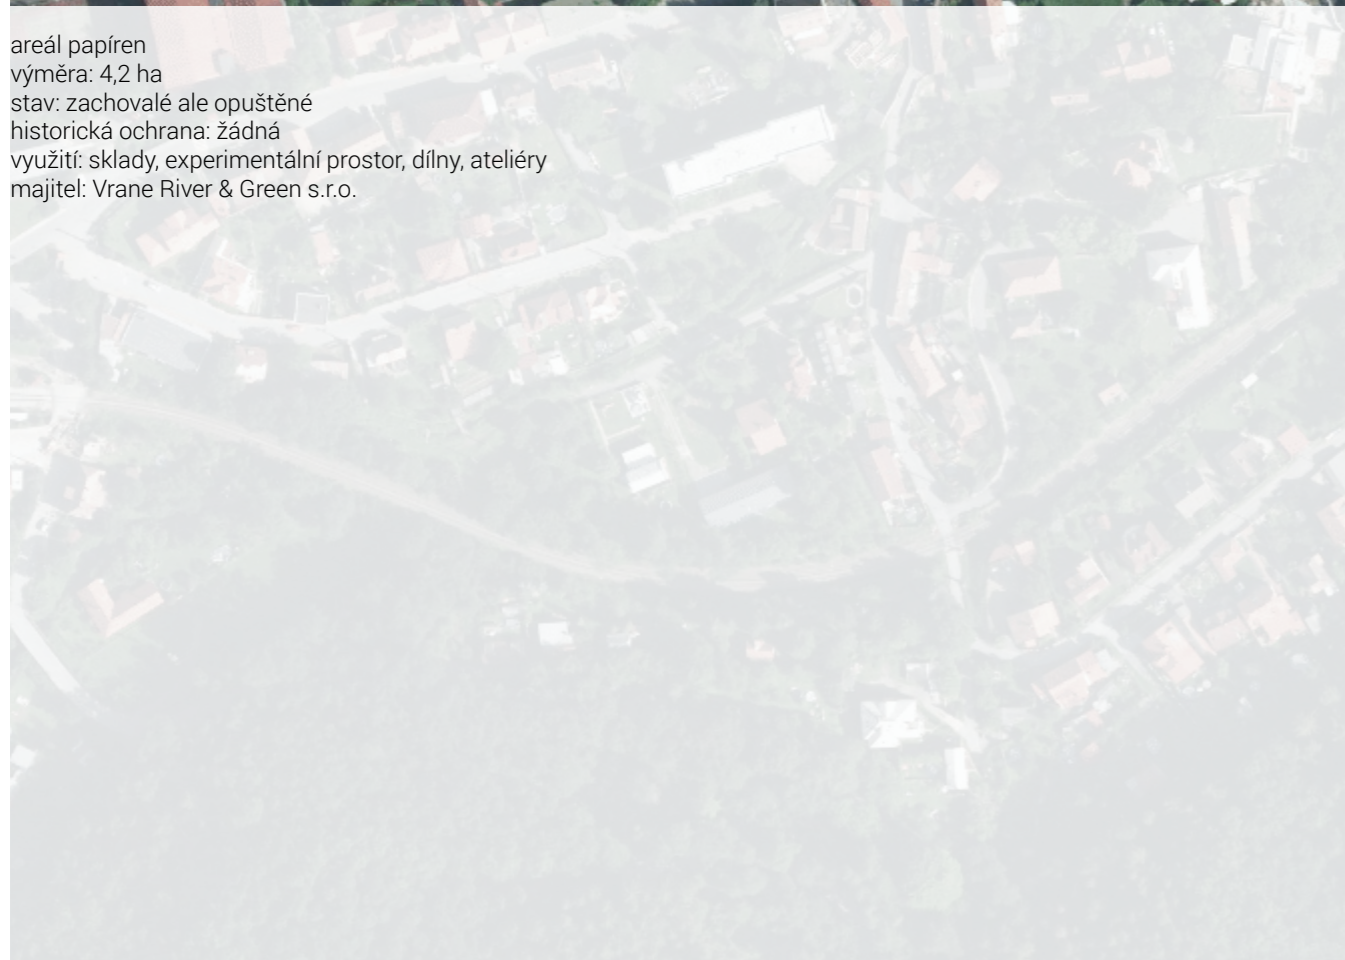 areál papíren
výměra: 4,2 ha
stav: zachovalé ale opuštěné
historická ochrana: žádná
využití: sklady, experimentální prostor, dílny, ateliéry
majitel: Vrane River & Green s.r.o.